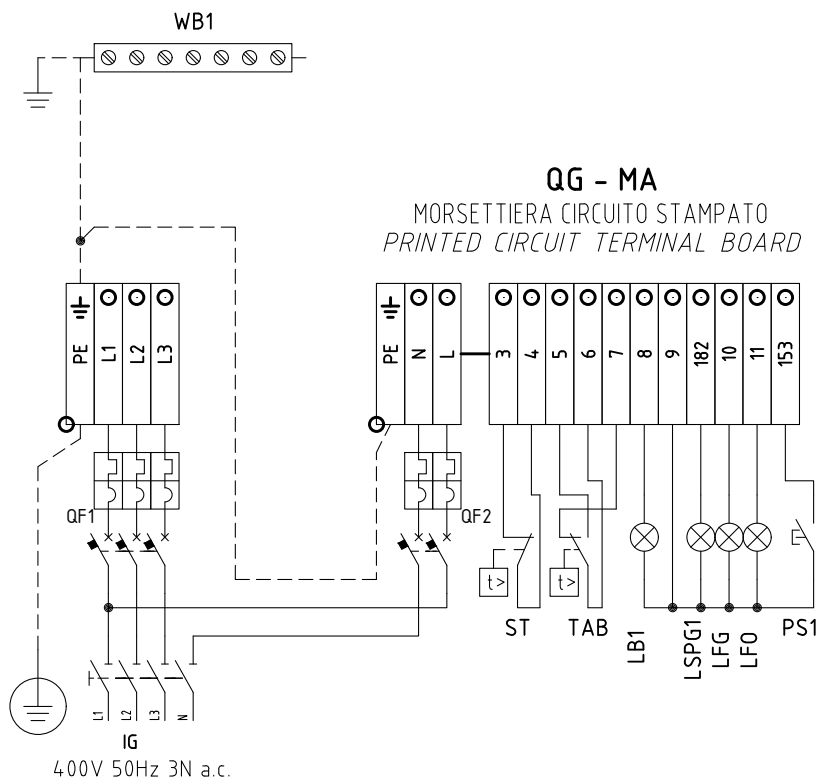 WB1
QG - MA
MORSETTIERA CIRCUITO STAMPATO
PRINTED CIRCUIT TERMINAL BOARD
PE L1 L2 L3
PE N L 3 4 5 6 7 8 9 182 10 11 153
QF1
QF2
t>
t>
ST
TAB
LB1
LSPG1
LFG
LFO
PS1
L1 L2 L3 N
IG
400V 50Hz 3N a.c.